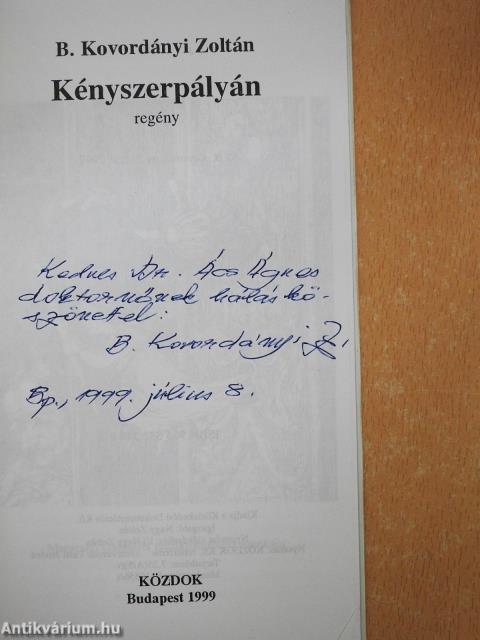 B. Kovordányi Zoltán
Kényszerpályán
regény
Kedves Dr. Ács Ágnes
doktornőnek hálás kö-
szönettel:
B. Kovordányi Z.
Bp., 1999. július 8.
KÖZDOK
Budapest 1999
Antikvárium.hu